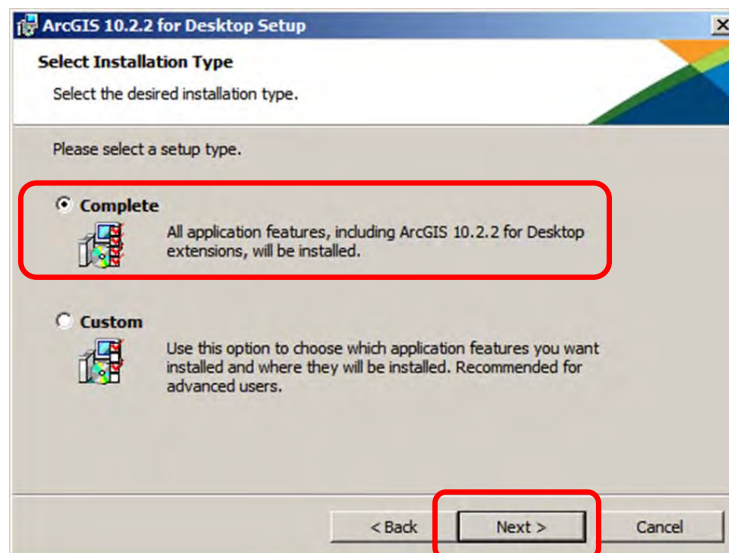 ArcGIS 10.2.2 for Desktop Setup
Select Installation Type
Select the desired installation type.
Please select a setup type.
Complete
All application features, including ArcGIS 10.2.2 for Desktop
extensions, will be installed.
Custom
Use this option to choose which application features you want
installed and where they will be installed. Recommended for
advanced users.
< Back Next > Cancel